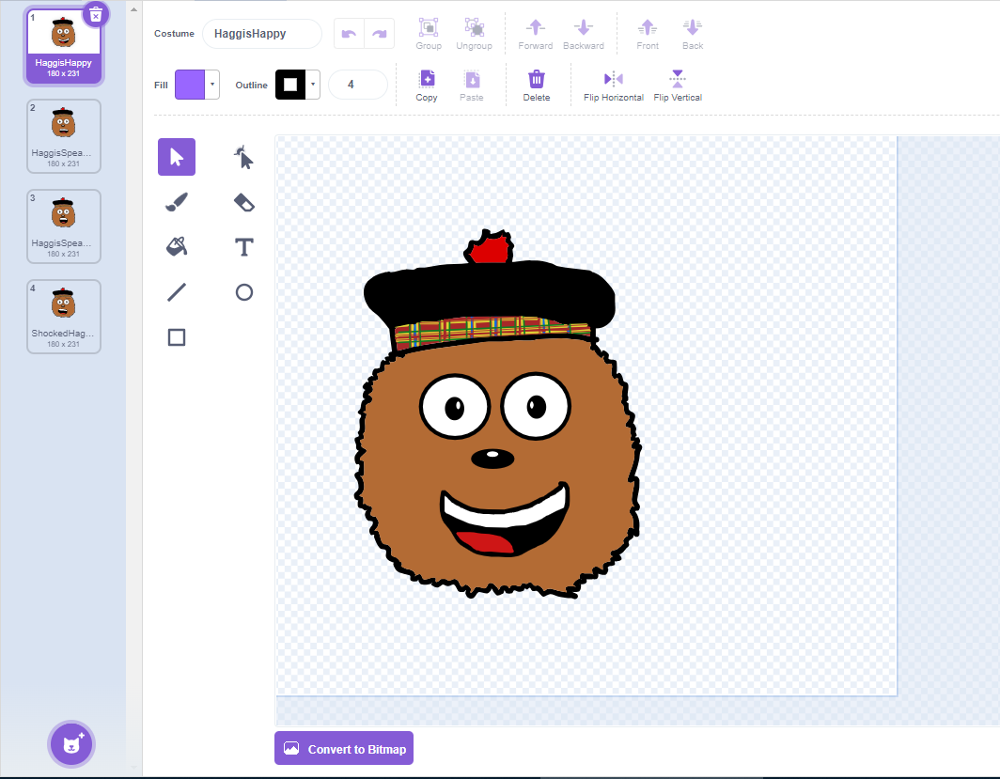 1
HaggisHappy
180 x 231
2
HaggisSpea...
180 x 231
3
HaggisSpea...
180 x 231
4
ShockedHag...
180 x 231
Costume HaggisHappy
Group Ungroup Forward Backward Front Back
Fill Outline 4
Copy Paste Delete Flip Horizontal Flip Vertical
T
Convert to Bitmap